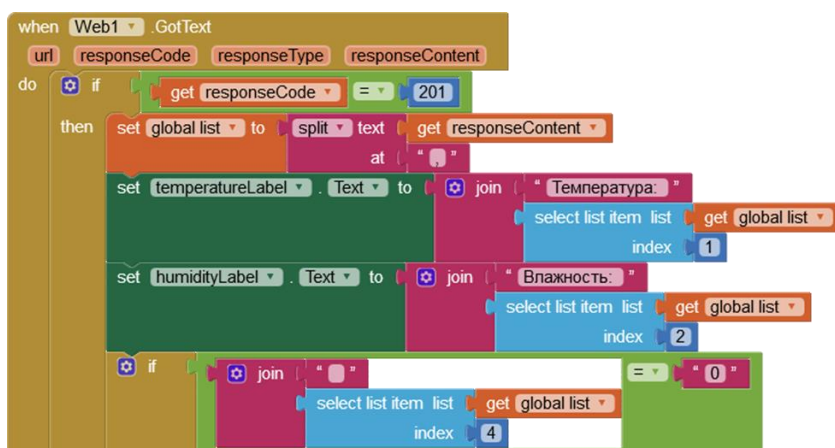 when Web1 .GotText
url responseCode responseType responseContent
do if get responseCode = 201
then set global list to split text get responseContent
at " , "
set temperatureLabel . Text to join " Температура: "
select list item list get global list
index 1
set humidityLabel . Text to join " Влажность: "
select list item list get global list
index 2
if join " " = " 0 "
select list item list get global list
index 4